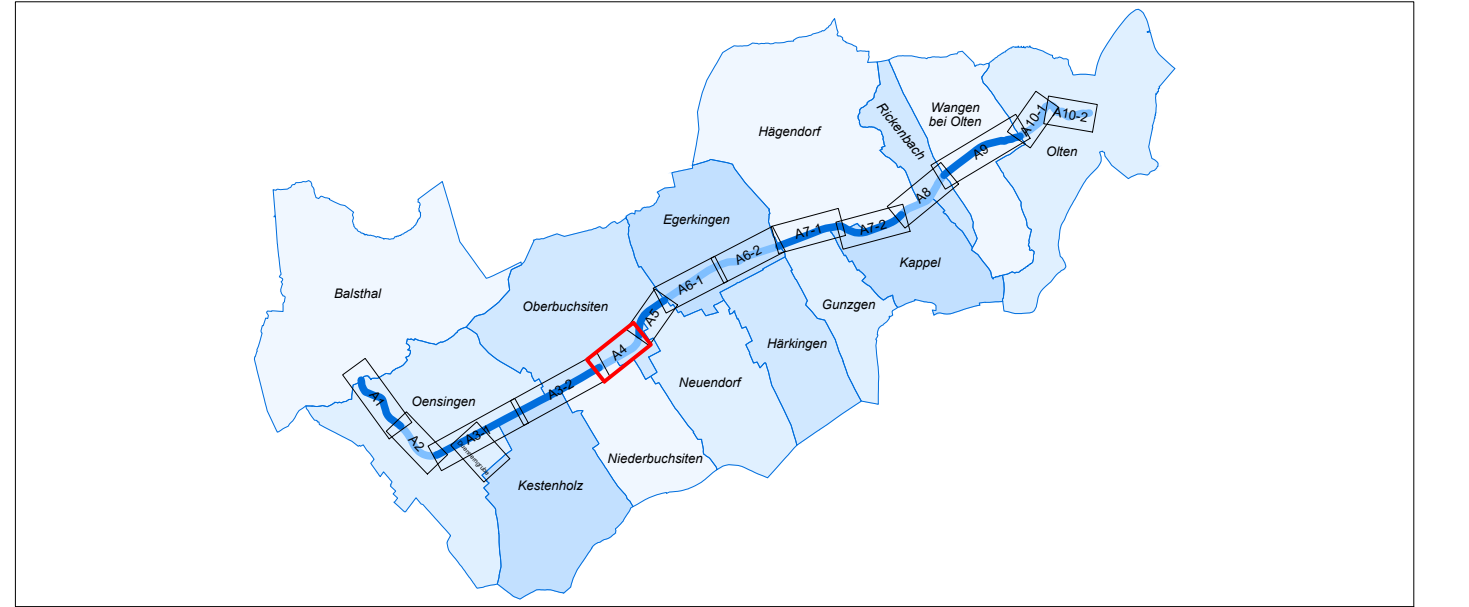 Wangen
bei Olten
Rickenbach
Hägendorf
A10-1
A10-2
Olten
A9
A8
Egerkingen
A7-1
A7-2
A6-2
Kappel
A6-1
Balsthal
Oberbuchsiten
Gunzgen
A5
Härkingen
A4
Neuendorf
A3-2
A1
Oensingen
A2
A3-1
Niederbuchsiten
Kestenholz